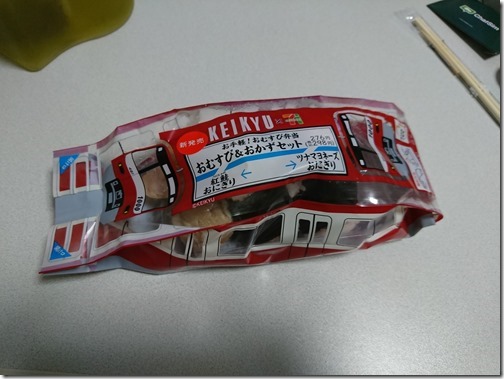 新発売
KEIKYU × 7
お手軽!おむすび弁当
おむすび&おかずセット
276円
(込298円)
紅鮭
おにぎり
ツナマヨネーズ
おにぎり
©KEIKYU